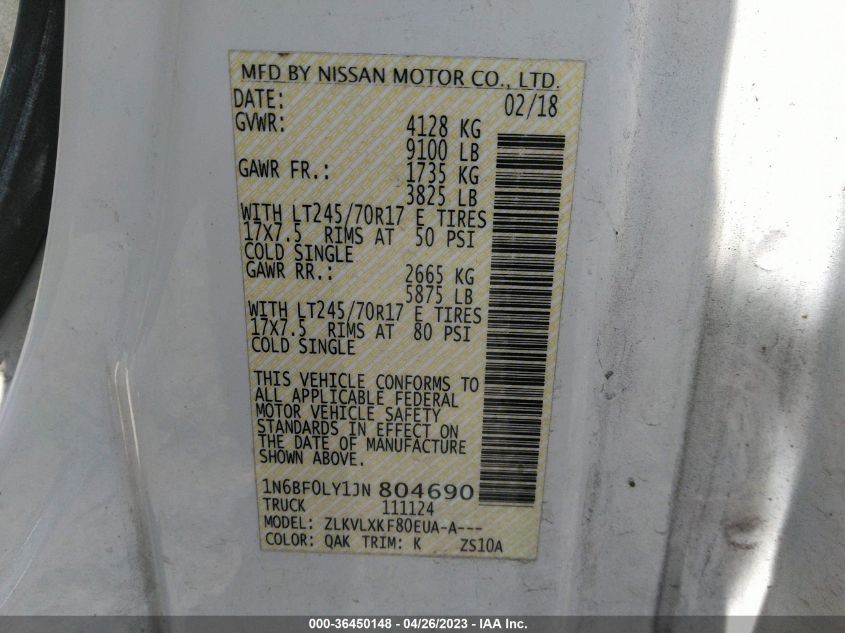 MFD BY NISSAN MOTOR CO., LTD.
DATE: 02/18
GVWR: 4128 KG
9100 LB
GAWR FR.: 1735 KG
3825 LB
WITH LT245/70R17 E TIRES
17X7.5 RIMS AT 50 PSI
COLD SINGLE
GAWR RR.: 2665 KG
5875 LB
WITH LT245/70R17 E TIRES
17X7.5 RIMS AT 80 PSI
COLD SINGLE
THIS VEHICLE CONFORMS TO
ALL APPLICABLE FEDERAL
MOTOR VEHICLE SAFETY
STANDARDS IN EFFECT ON
THE DATE OF MANUFACTURE
SHOWN ABOVE.
1N6BF0LY1JN 804690
TRUCK 111124
MODEL: ZLKVLXKF80EUA-A---
COLOR: QAK TRIM: K ZS10A
000-36450148 - 04/26/2023 - IAA Inc.